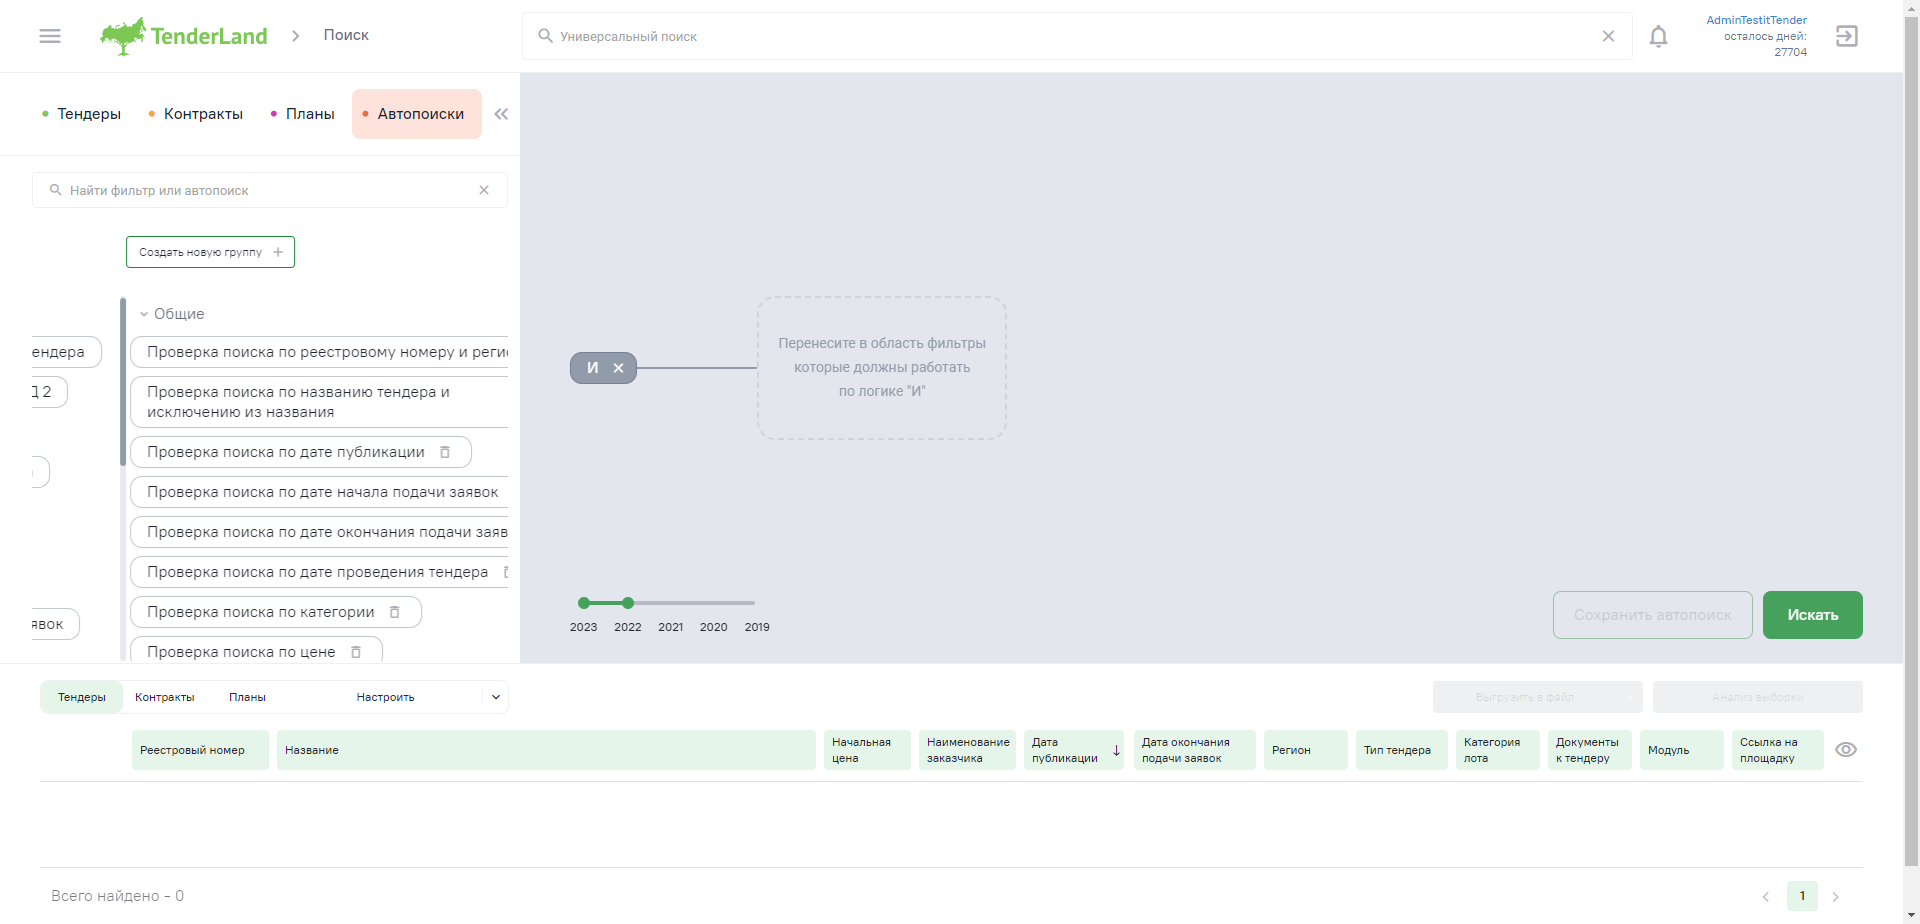 TenderLand
Поиск
Универсальный поиск
AdminTestitTender
осталось дней:
27704
Тендеры
Контракты
Планы
Автопоиски
Найти фильтр или автопоиск
Создать новую группу
Общие
ендера
Проверка поиска по реестровому номеру и реги
Д 2
Проверка поиска по названию тендера и
исключению из названия
Проверка поиска по дате публикации
Проверка поиска по дате начала подачи заявок
Проверка поиска по дате окончания подачи заяв
Проверка поиска по дате проведения тендера
Проверка поиска по категории
явок
Проверка поиска по цене
И
Перенесите в область фильтры
которые должны работать
по логике "И"
2023 2022 2021 2020 2019
Сохранить автопоиск
Искать
Тендеры
Контракты
Планы
Настроить
Выгрузить в файл
Анализ выборки
Реестровый номер
Название
Начальная
цена
Наименование
заказчика
Дата
публикации
Дата окончания
подачи заявок
Регион
Тип тендера
Категория
лота
Документы
к тендеру
Модуль
Ссылка на
площадку
Всего найдено - 0
1